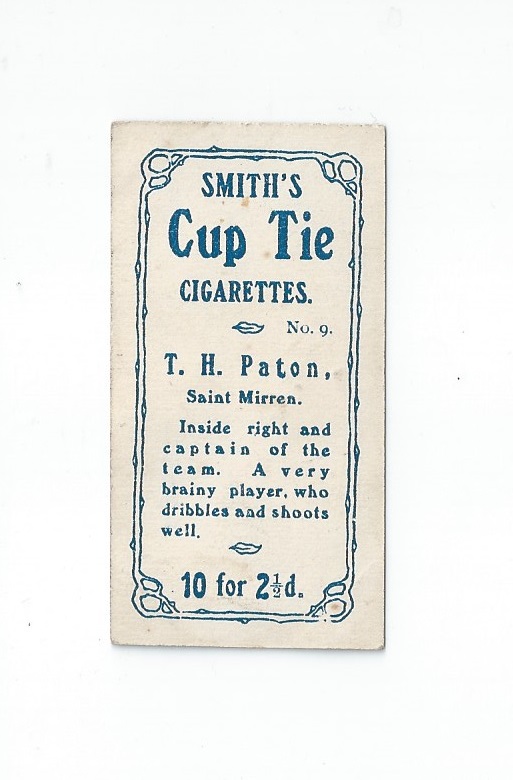 SMITH'S
Cup Tie
CIGARETTES.
No. 9.
T. H. Paton,
Saint Mirren.
Inside right and
captain of the
team. A very
brainy player, who
dribbles and shoots
well.
10 for 2½d.